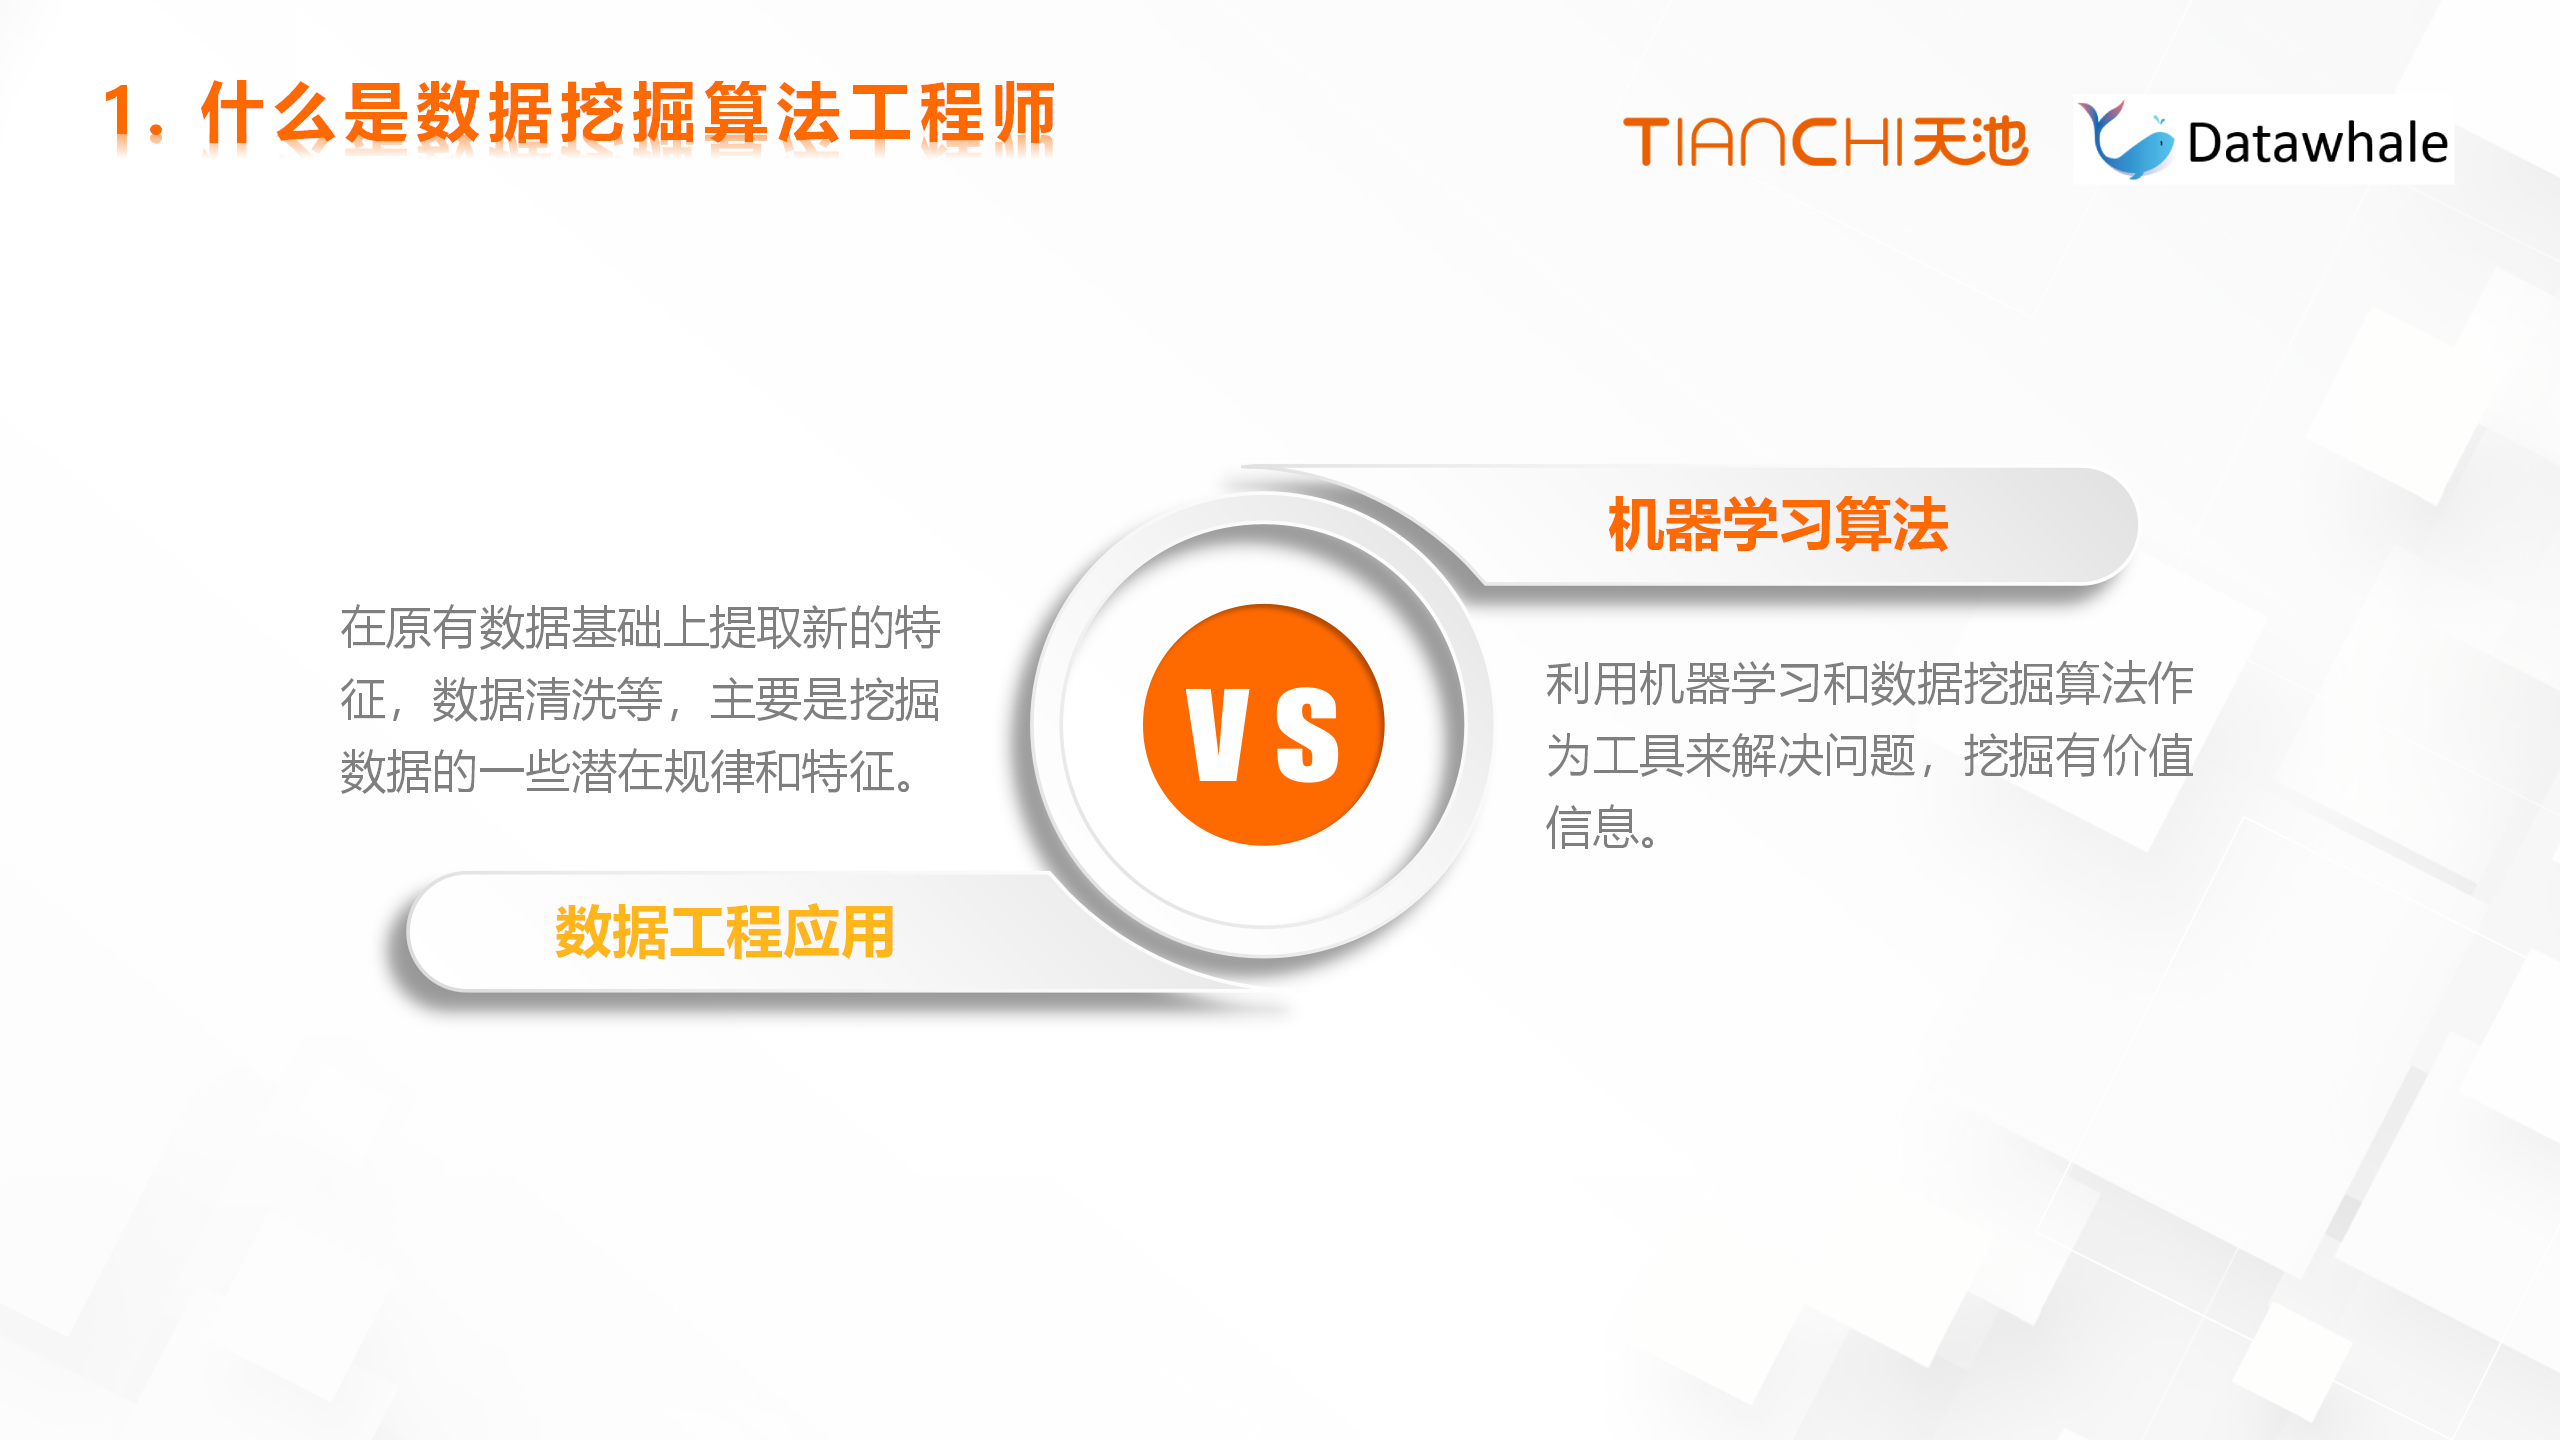 1. 什么是数据挖掘算法工程师
TIANCHI天池
Datawhale
在原有数据基础上提取新的特
征，数据清洗等，主要是挖掘
数据的一些潜在规律和特征。
数据工程应用
VS
机器学习算法
利用机器学习和数据挖掘算法作
为工具来解决问题，挖掘有价值
信息。